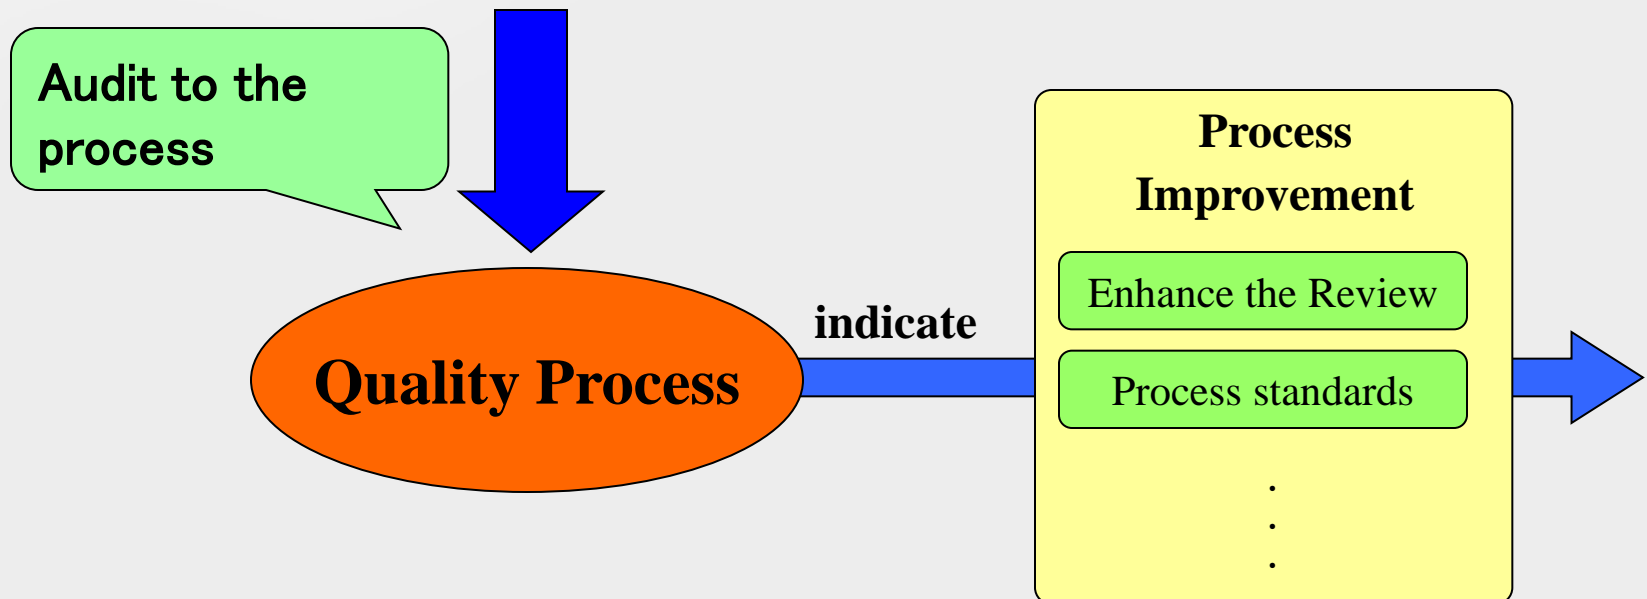 Audit to the
process
Process
Improvement
Enhance the Review
indicate
Quality Process
Process standards
.
.
.